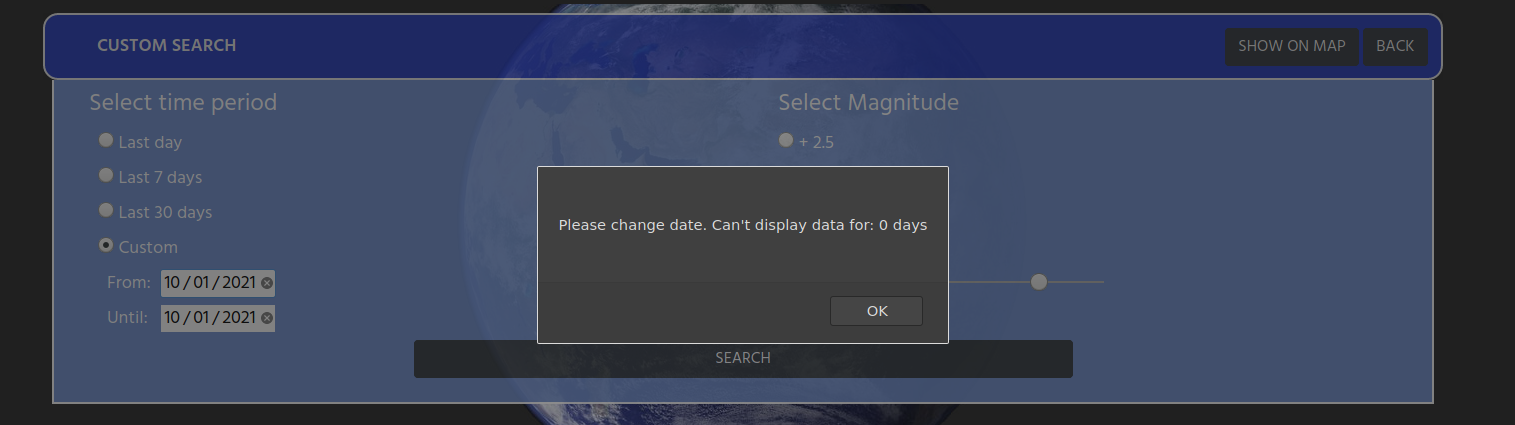 CUSTOM SEARCH
SHOW ON MAP
BACK
Select time period
Last day
Last 7 days
Last 30 days
Custom
From: 10/01/2021
Until: 10/01/2021
Select Magnitude
+ 2.5
Please change date. Can't display data for: 0 days
OK
SEARCH